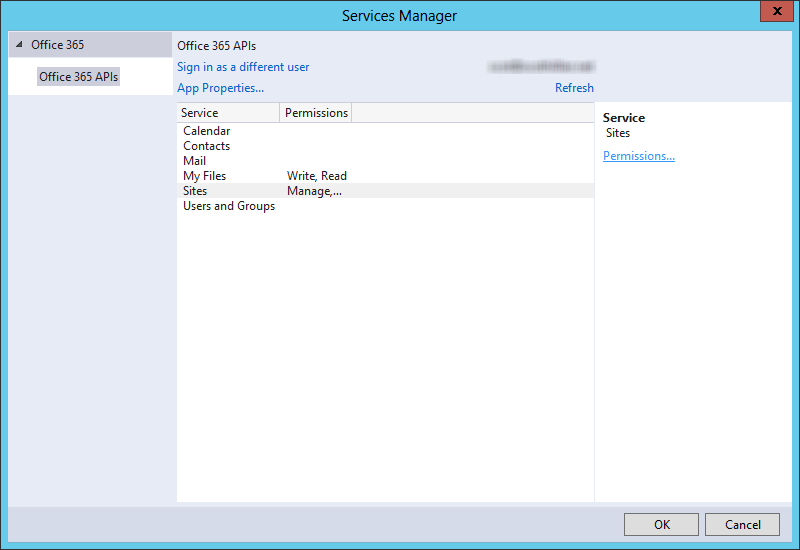 Services Manager
x
Office 365
Office 365 APIs
Office 365 APIs
Sign in as a different user
App Properties...
Refresh
Service Permissions
Calendar
Contacts
Mail
My Files Write, Read
Sites Manage,...
Users and Groups
Service
Sites
Permissions...
OK Cancel